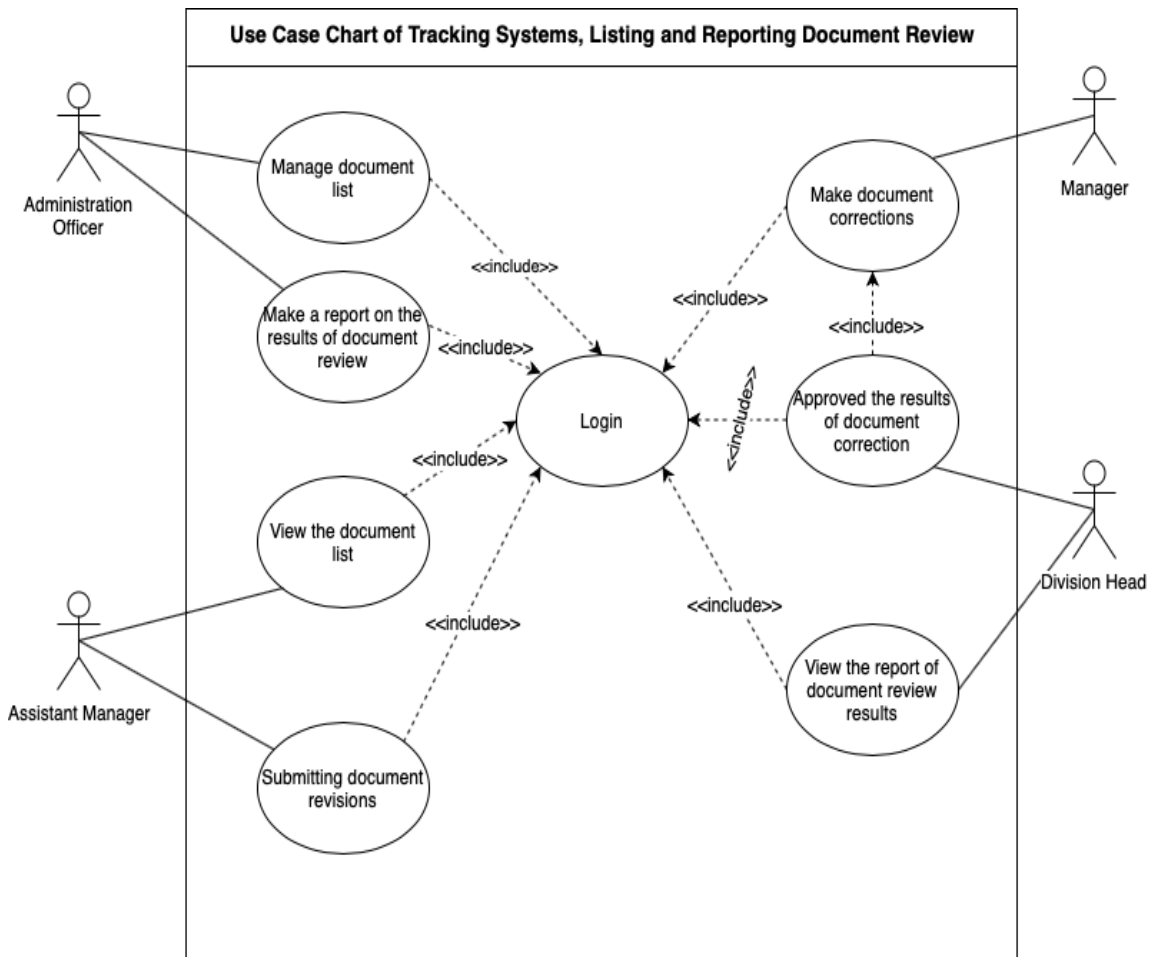 Use Case Chart of Tracking Systems, Listing and Reporting Document Review
Administration
Officer
Manage document
list
<<include>>
Make a report on the
results of document
review
<<include>>
Login
Make document
corrections
Manager
<<include>>
<<include>>
Approved the results
of document
correction
<<include>>
View the document
list
<<include>>
Assistant Manager
<<include>>
Submitting document
revisions
Division Head
<<include>>
View the report of
document review
results